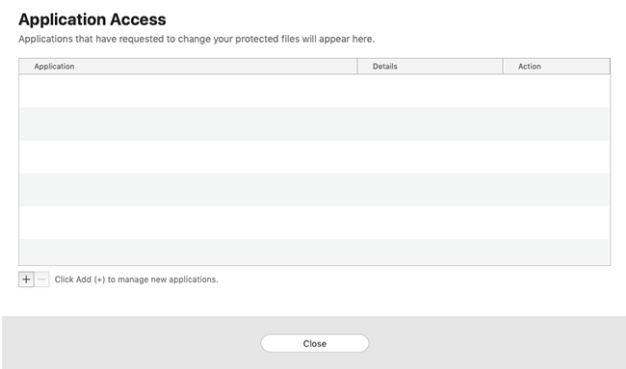 Application Access
Applications that have requested to change your protected files will appear here.
Application Details Action
+ − Click Add (+) to manage new applications.
Close